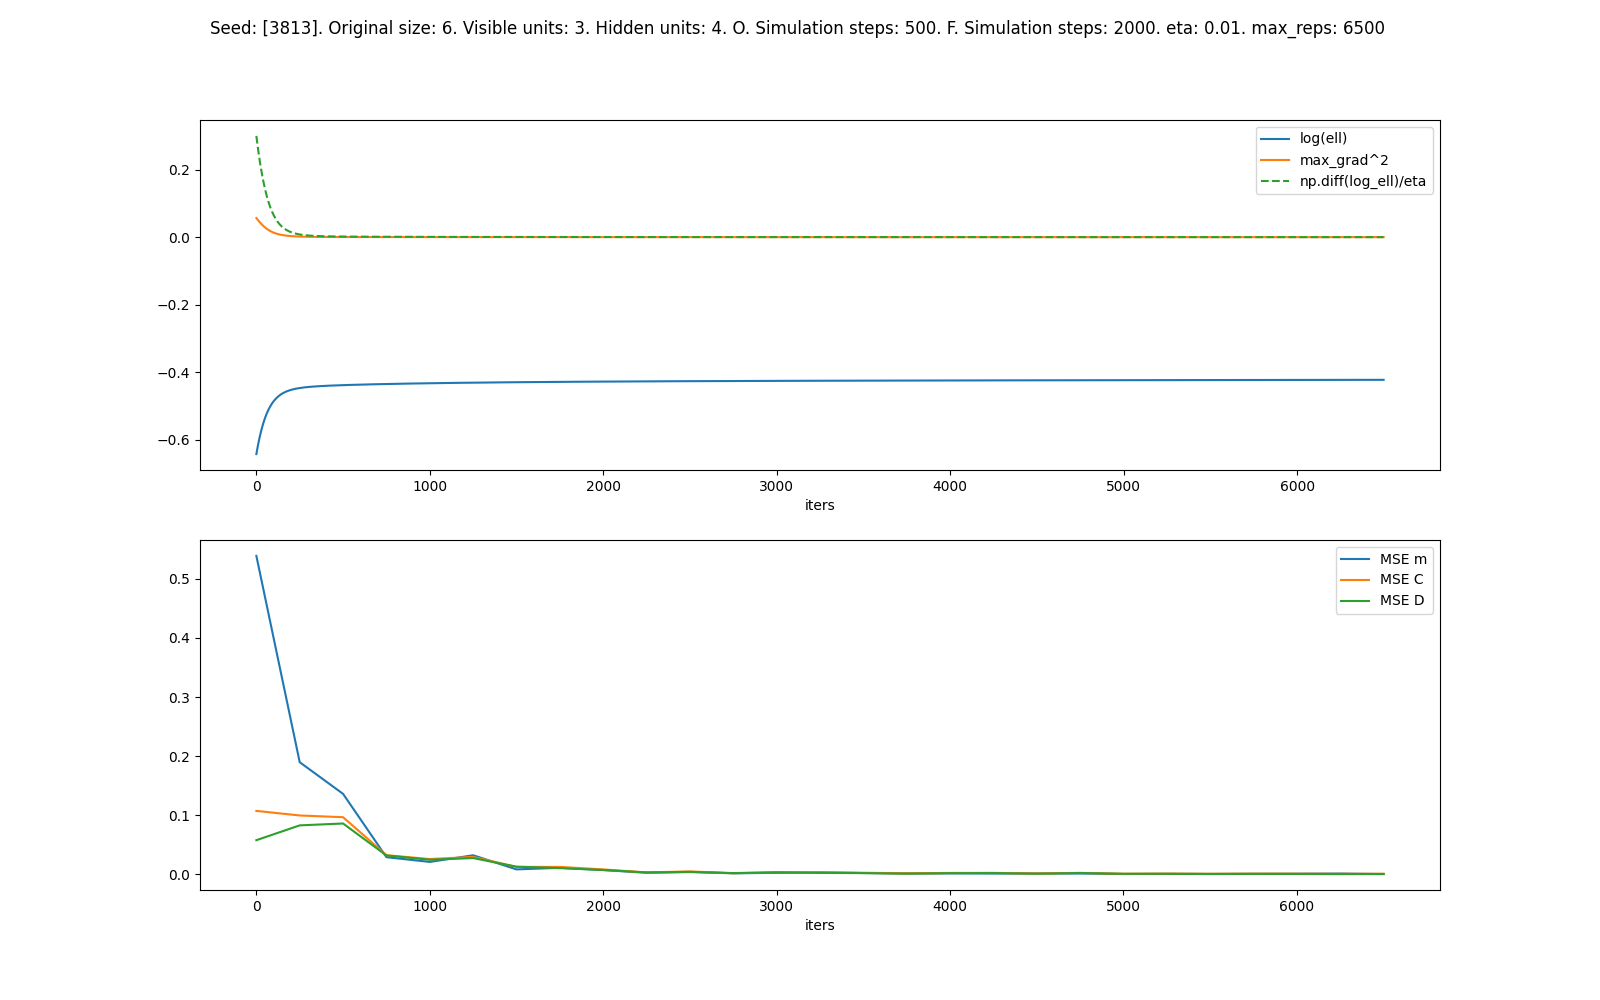 Seed: [3813]. Original size: 6. Visible units: 3. Hidden units: 4. O. Simulation steps: 500. F. Simulation steps: 2000. eta: 0.01. max_reps: 6500
log(ell)
max_grad^2
np.diff(log_ell)/eta
0.2
0.0
−0.2
−0.4
−0.6
0 1000 2000 3000 4000 5000 6000
iters
MSE m
MSE C
MSE D
0.5
0.4
0.3
0.2
0.1
0.0
0 1000 2000 3000 4000 5000 6000
iters